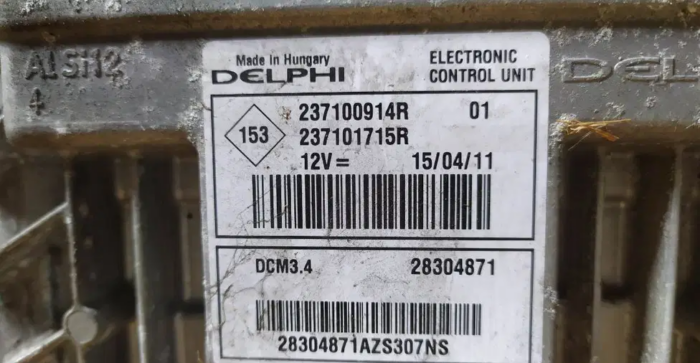 AlSi12
4
Made in Hungary
DELPHI
ELECTRONIC
CONTROL UNIT
DEL
153
237100914R 01
237101715R
12V= 15/04/11
DCM3.4 28304871
28304871AZS307NS